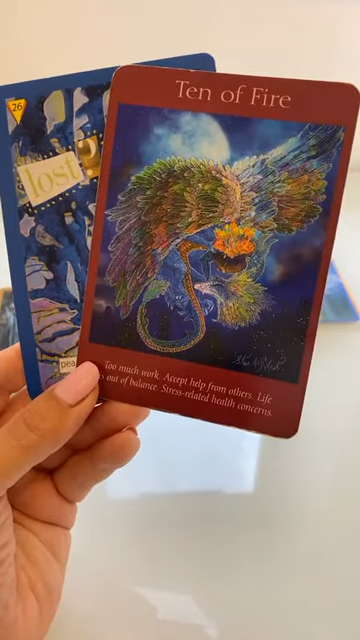 26
lost
Ten of Fire
Too much work. Accept help from others. Life
out of balance. Stress-related health concerns.